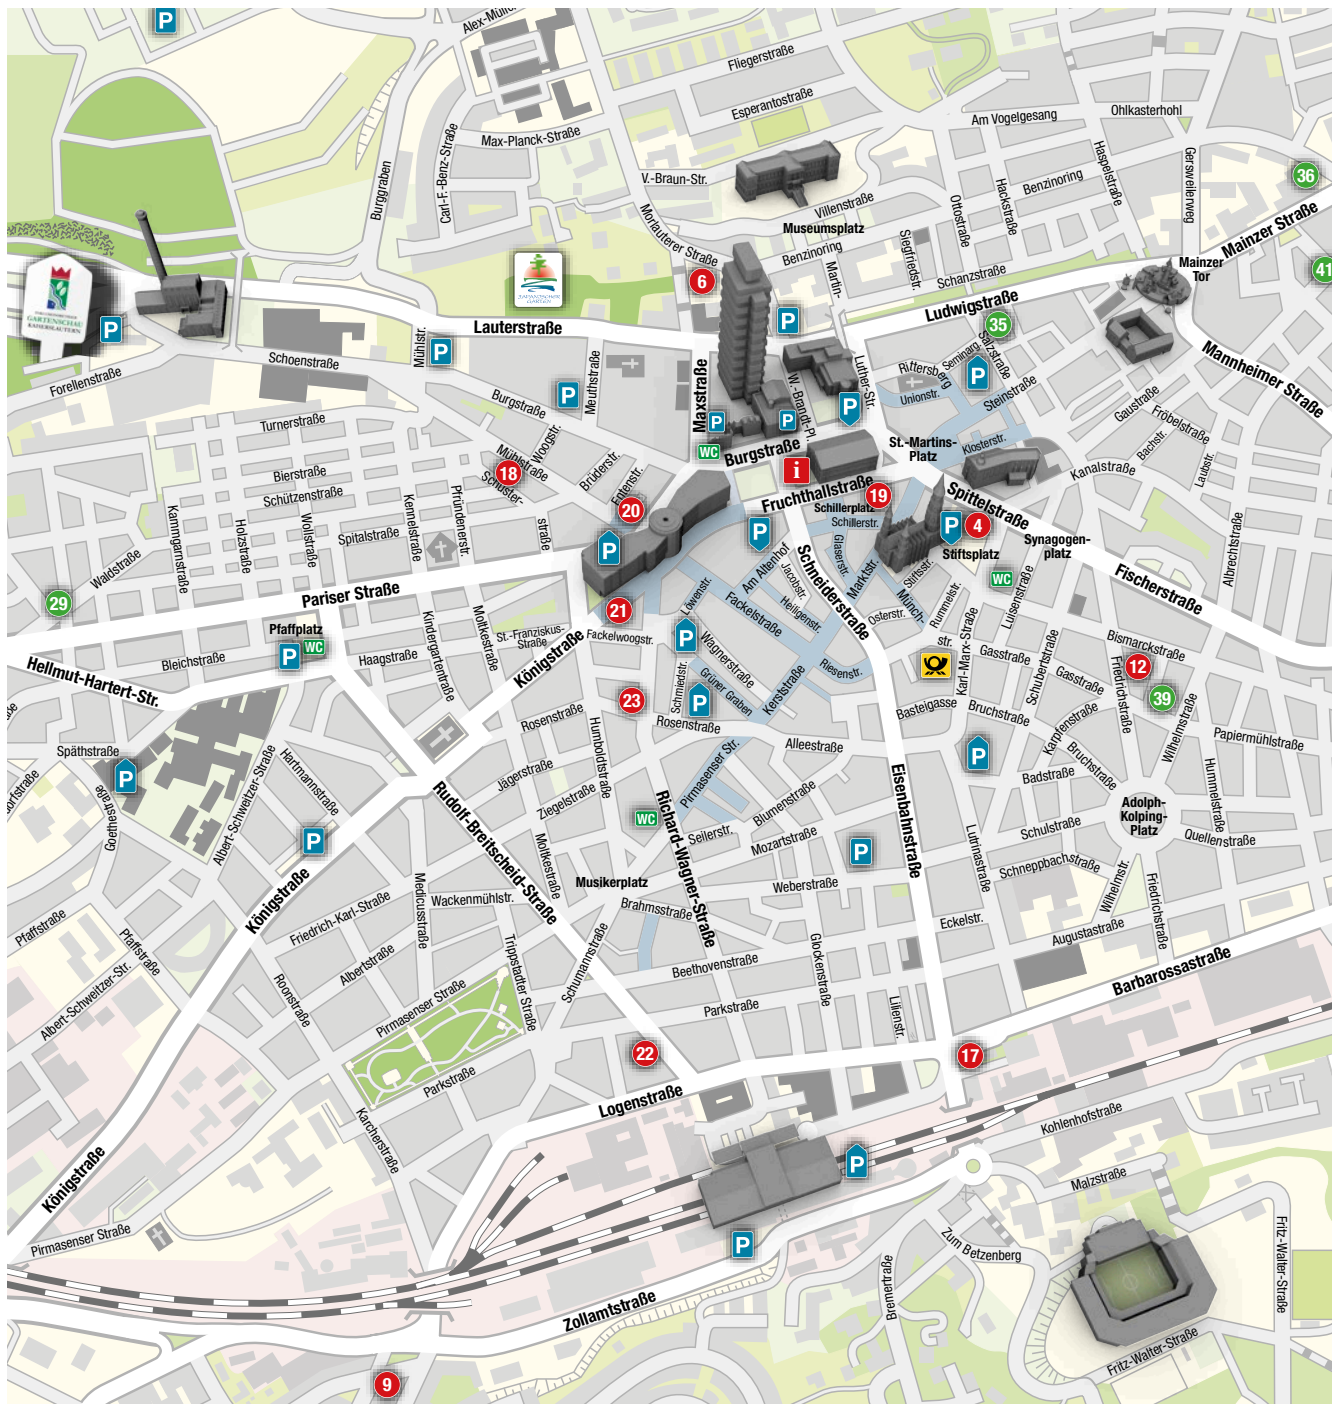 P
Alex-Müller-
Fliegerstraße
Esperantostraße
Am Vogelgesang
Ohlkasterhohl
Max-Planck-Straße
Carl-F.-Benz-Straße
Burggraben
V.-Braun-Str.
Villenstraße
Museumsplatz
Morlauterer Straße
Benzinoring
Martin-
Luther-Str.
Siegfriedstr.
Ottostraße
Hackstraße
Benzinoring
Haspelstraße
Gersweilerweg
36
Mainzer Straße
41
Mainzer
Tor
Schanzstraße
Ludwigstraße
35
6
GARTENSCHAU
KAISERSLAUTERN
P
JAPANISCHER
GARTEN
Lauterstraße
P
Schoenstraße
Forellenstraße
Mühlstr.
P
Burgstraße
P
Meuthstraße
Maxstraße
P
P
W.-Brandt-Pl.
P
Rittersberg
Seminarg.
Salzstraße
P
Unionstr.
Steinstraße
Mannheimer Straße
Gaustraße
Fröbelstraße
Bachstr.
Laubstr.
Kanalstraße
Klosterstr.
St.-Martins-
Platz
Turnerstraße
Bierstraße
Schützenstraße
Spitalstraße
Kammgarnstraße
Holzstraße
Wolfstraße
Kennelstraße
Pfründenerstr.
18
Mühlstraße
Schuster-
straße
Woogstr.
Brüderstr.
Entenstr.
20
WC
Burgstraße
i
Fruchthallstraße
19
Schillerplatz
Schillerstr.
Spittelstraße
P
4
Stiftsplatz
Synagogen-
platz
Fischerstraße
Albrechtstraße
P
P
Glaserstr.
Marktstr.
Stiftsstr.
Münch-
str.
Rummelstr.
WC
Luisenstraße
Schneiderstraße
Am Altenhof
Jacobstr.
Heiligenstr.
Fackelstraße
Osterstr.
Löwenstr.
Waldstraße
29
Pariser Straße
Pfaffplatz
WC
P
Bleichstraße
Hellmut-Hartert-Str.
Haagstraße
Kindergartenstraße
Moltkestraße
St.-Franziskus-
Straße
21
Fackelwoogstr.
Königstraße
P
Wagnerstraße
Grüner Graben
P
Schmiedstr.
Kerststraße
Riesenstr.
Karl-Marx-Straße
Gasstraße
Schubertstraße
Gasstraße
Bismarckstraße
12
Friedrichstraße
39
Wilhelmstraße
Papiermühlstraße
Basteigasse
Bruchstraße
Karpfenstraße
Bruchstraße
P
23
Rosenstraße
Rosenstraße
Humboldtstraße
Alleestraße
Pirmasenser Str.
Späthstraße
P
Goethestraße
Hartmannstraße
Albert-Schweitzer-Straße
P
Jägerstraße
Ziegelstraße
WC
Richard-Wagner-Straße
Blumenstraße
Seilerstr.
Mozartstraße
P
Eisenbahnstraße
Badstraße
Adolph-
Kolping-
Platz
Hummelstraße
Quellenstraße
Schulstraße
Schneppbachstraße
Lutrinastraße
Rudolf-Breitscheid-Straße
Moltkestraße
Musikerplatz
Weberstraße
Königstraße
Medicusstraße
Wackenmühlstr.
Friedrich-Karl-Straße
Albertstraße
Brahmsstraße
Wilhelmstr.
Friedrichstraße
Eckelstr.
Augustastraße
Pfaffstraße
Pfaffstraße
Albert-Schweitzer-Str.
Roonstraße
Trippstadter Straße
Schumannstraße
Beethovenstraße
Glockenstraße
Barbarossastraße
Pirmasenser Straße
Parkstraße
Lilienstr.
Parkstraße
22
17
Karcherstraße
Logenstraße
Kohlenhofstraße
Malzstraße
P
Königstraße
Pirmasenser Straße
P
Zum Betzenberg
Fritz-Walter-Straße
Bremerstraße
Zollamtstraße
Fritz-Walter-Straße
9